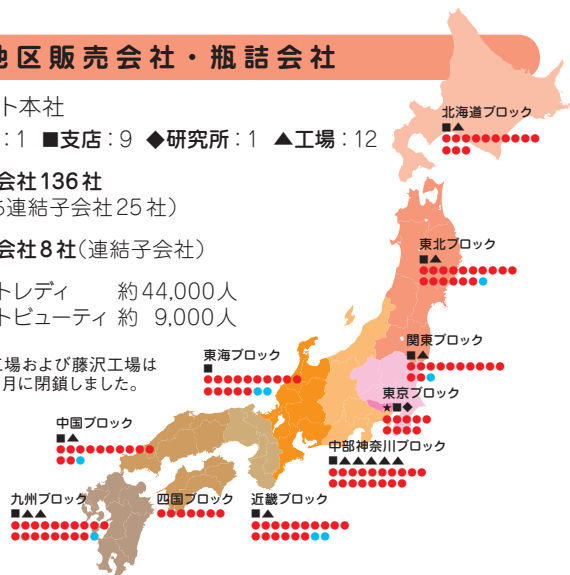 地区販売会社・瓶詰会社
ト本社
：1 ■支店：9 ◆研究所：1 ▲工場：12
会社136社
連結子会社25社）
会社8社(連結子会社）
トレディ 約44,000人
トビューティ 約 9,000人
工場および藤沢工場は
月に閉鎖しました。
北海道ブロック
■▲
東北ブロック
■▲
関東ブロック
■▲
東京ブロック
★■◆
東海ブロック
■
中部神奈川ブロック
■▲▲▲▲▲
中国ブロック
■▲
九州ブロック
■▲▲
四国ブロック
近畿ブロック
■▲